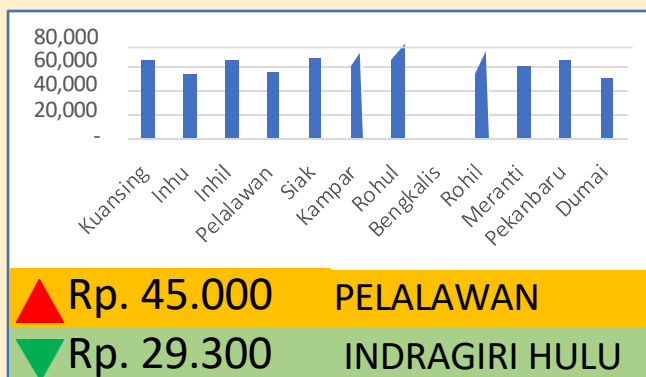 80,000
60,000
40,000
20,000
-
Kuansing
Inhu
Inhil
Pelalawan
Siak
Kampar
Rohul
Bengkalis
Rohil
Meranti
Pekanbaru
Dumai
Rp. 45.000 PELALAWAN
Rp. 29.300 INDRAGIRI HULU